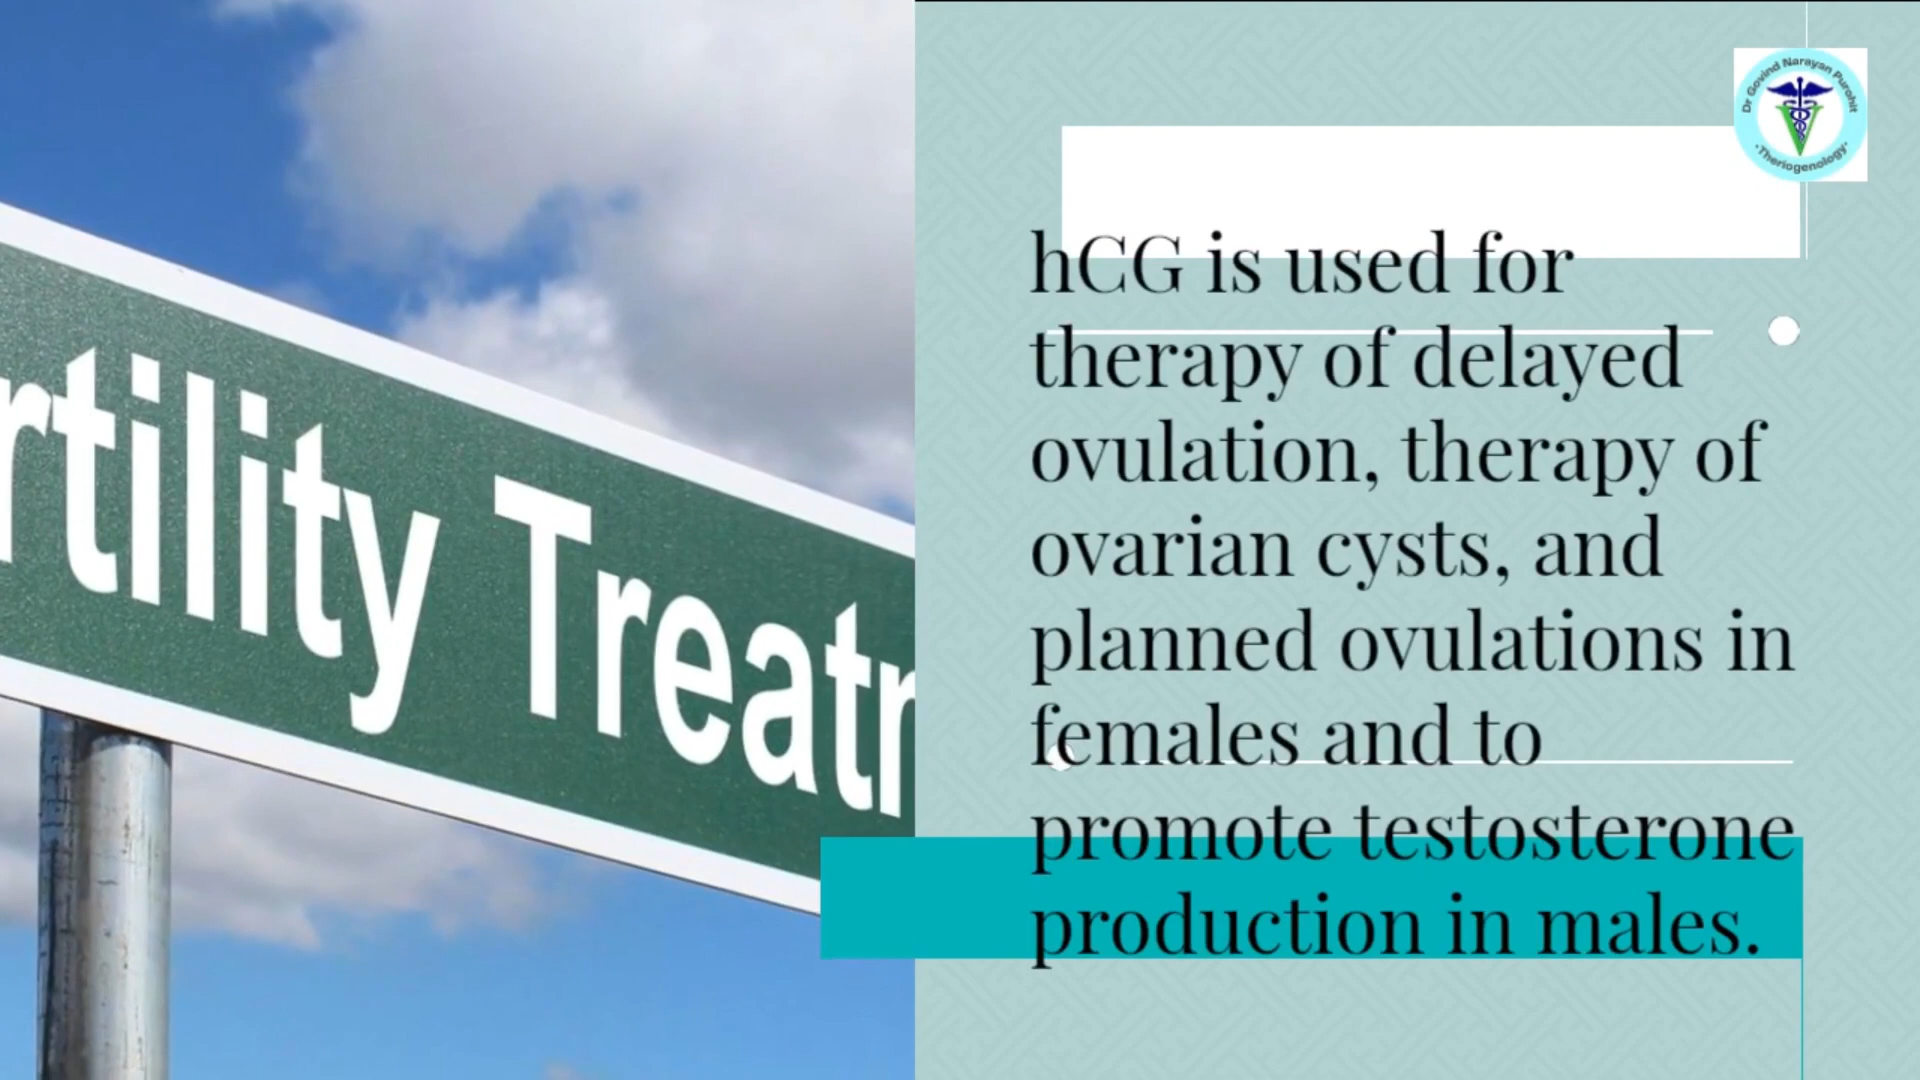 rtility Treatr
Dr Govind Narayan Purohit
Theriogenology
hCG is used for
therapy of delayed
ovulation, therapy of
ovarian cysts, and
planned ovulations in
females and to
promote testosterone
production in males.